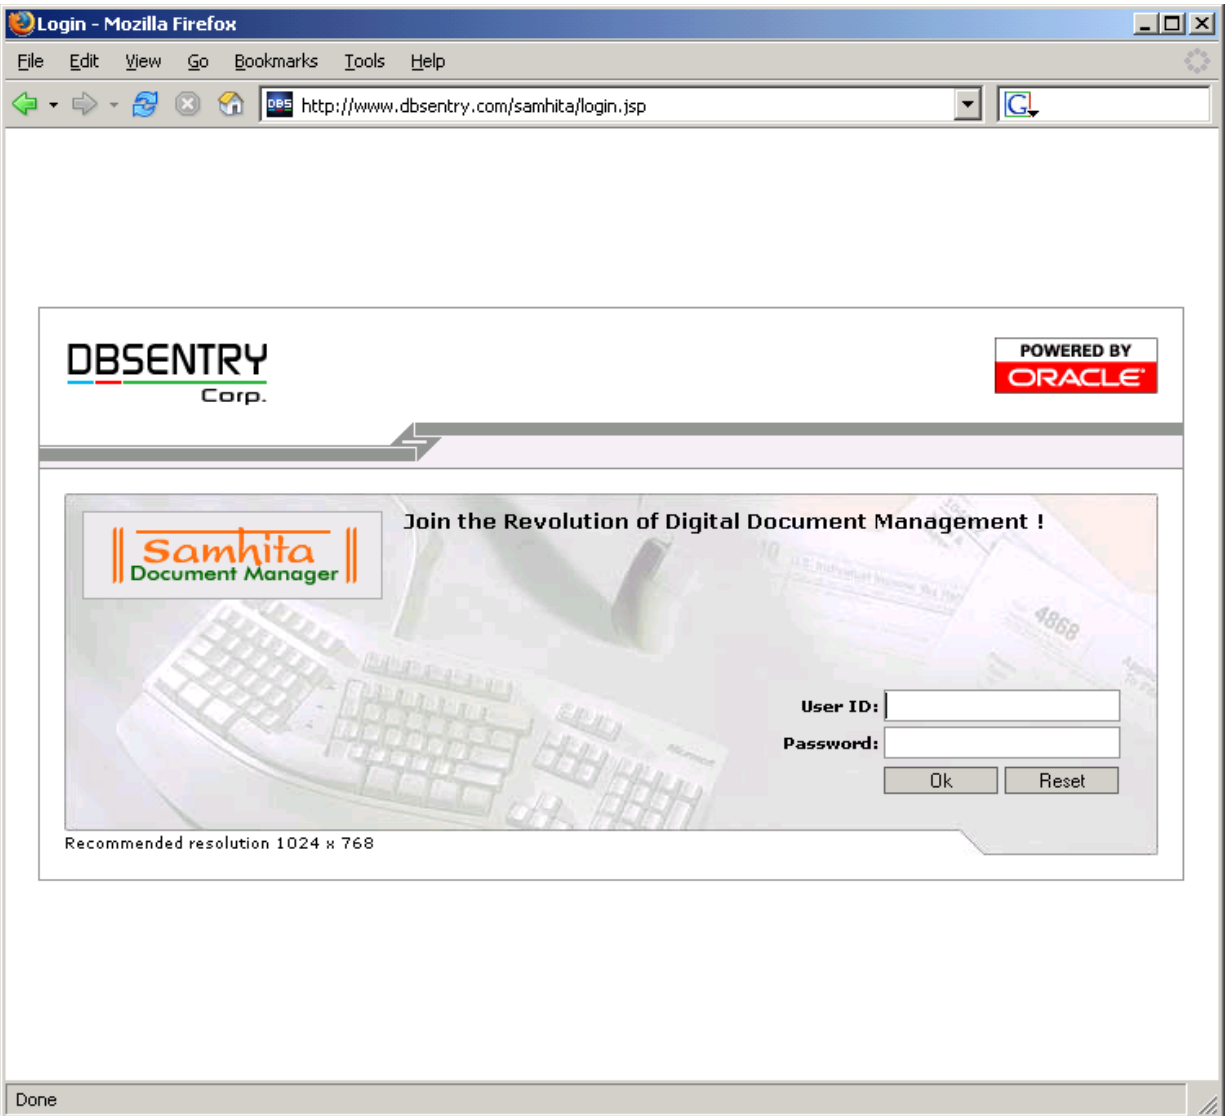 Login - Mozilla Firefox
File Edit View Go Bookmarks Tools Help
DBS http://www.dbsentry.com/samhita/login.jsp G
DBSENTRY
Corp.
POWERED BY
ORACLE
Join the Revolution of Digital Document Management !
Samhita
Document Manager
4868
User ID:
Password:
Ok Reset
Recommended resolution 1024 x 768
Done